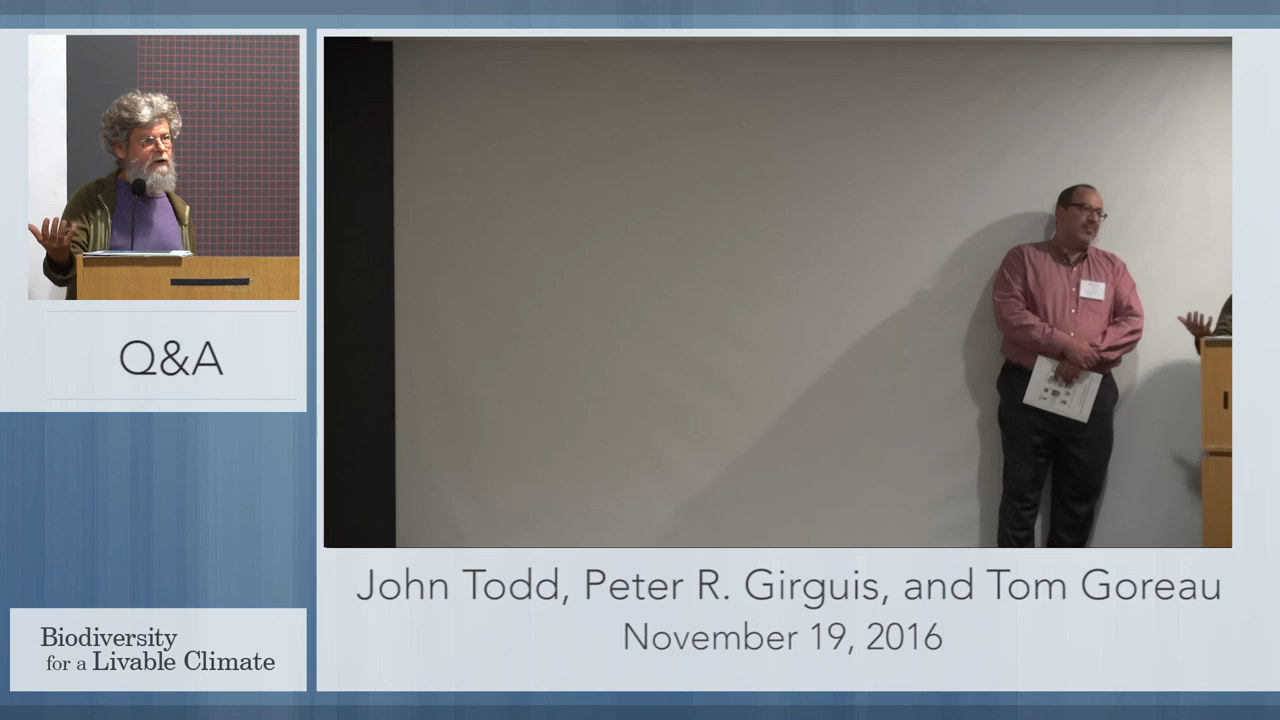 Q&A
John Todd, Peter R. Girguis, and Tom Goreau
November 19, 2016
Biodiversity
for a Livable Climate